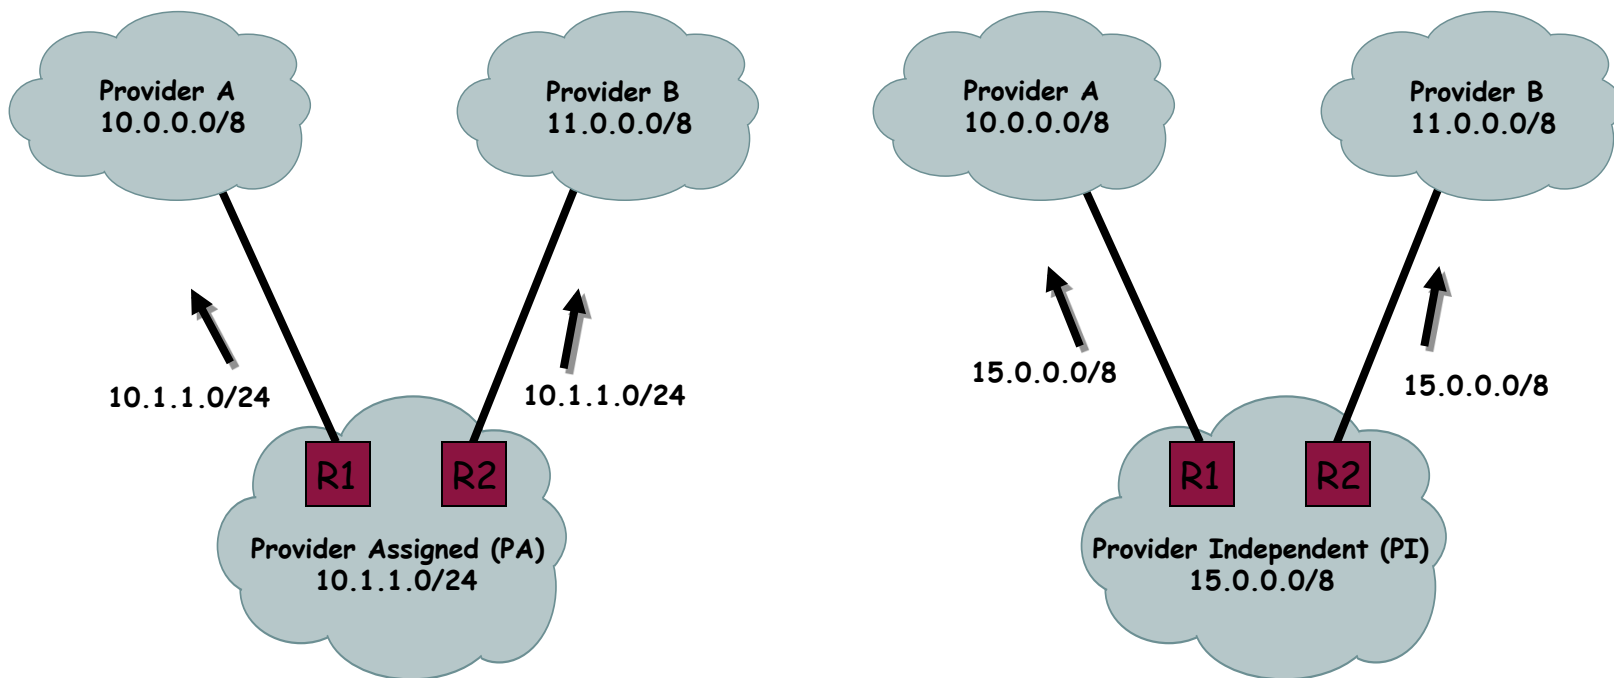 Provider A
10.0.0.0/8
Provider B
11.0.0.0/8
10.1.1.0/24
10.1.1.0/24
R1
R2
Provider Assigned (PA)
10.1.1.0/24
Provider A
10.0.0.0/8
Provider B
11.0.0.0/8
15.0.0.0/8
15.0.0.0/8
R1
R2
Provider Independent (PI)
15.0.0.0/8